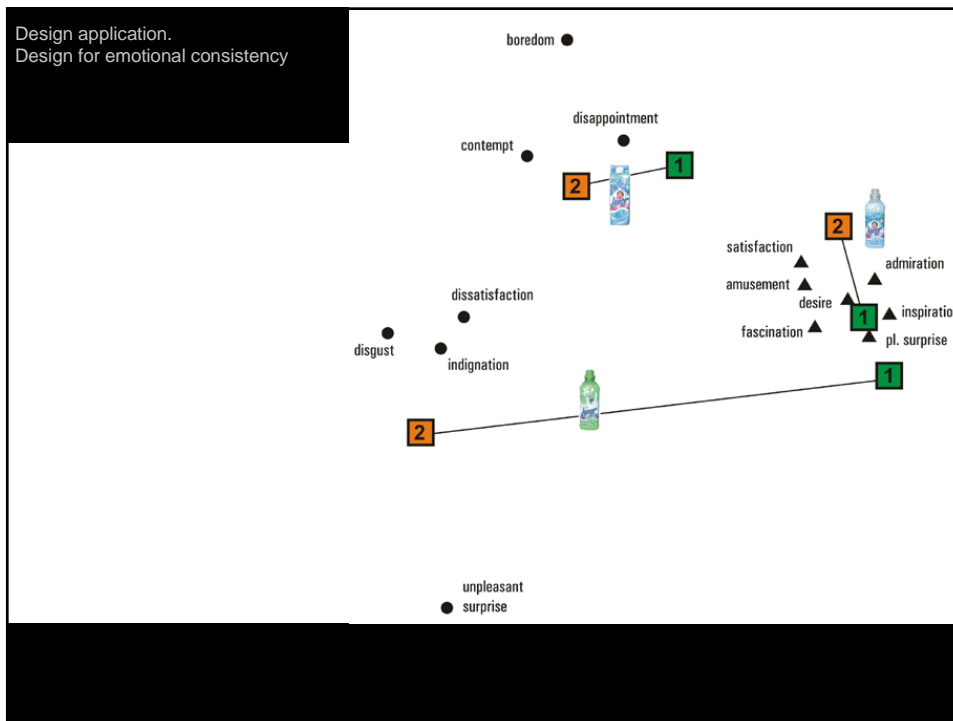 Design application.
Design for emotional consistency
boredom
disappointment
contempt
1
2
2
satisfaction
admiration
amusement
dissatisfaction
desire
inspiratio
1
fascination
disgust
pl. surprise
indignation
1
2
unpleasant
surprise